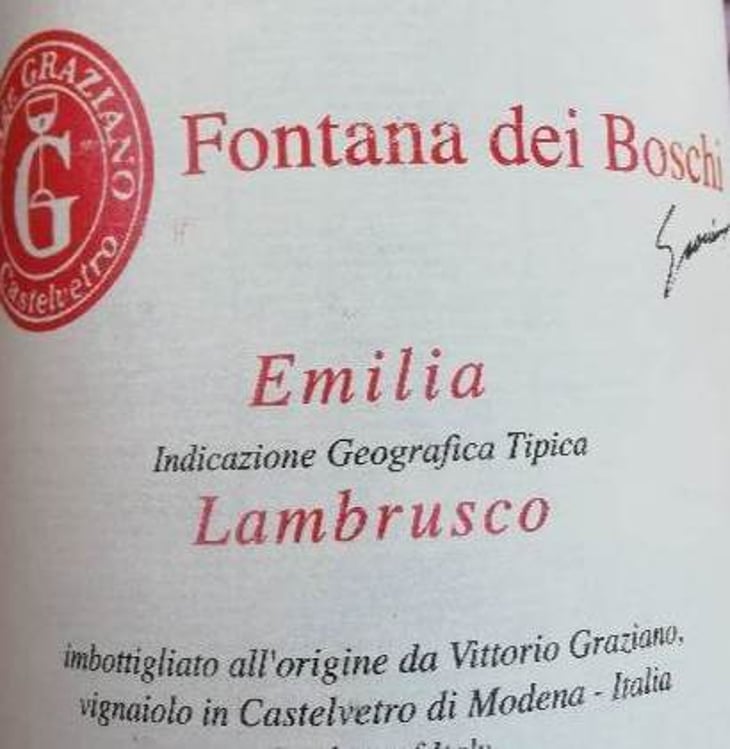 GRAZIANO
G
Castelvetro
Fontana dei Boschi
Emilia
Indicazione Geografica Tipica
Lambrusco
imbottigliato all'origine da Vittorio Graziano,
vignaiolo in Castelvetro di Modena - Italia